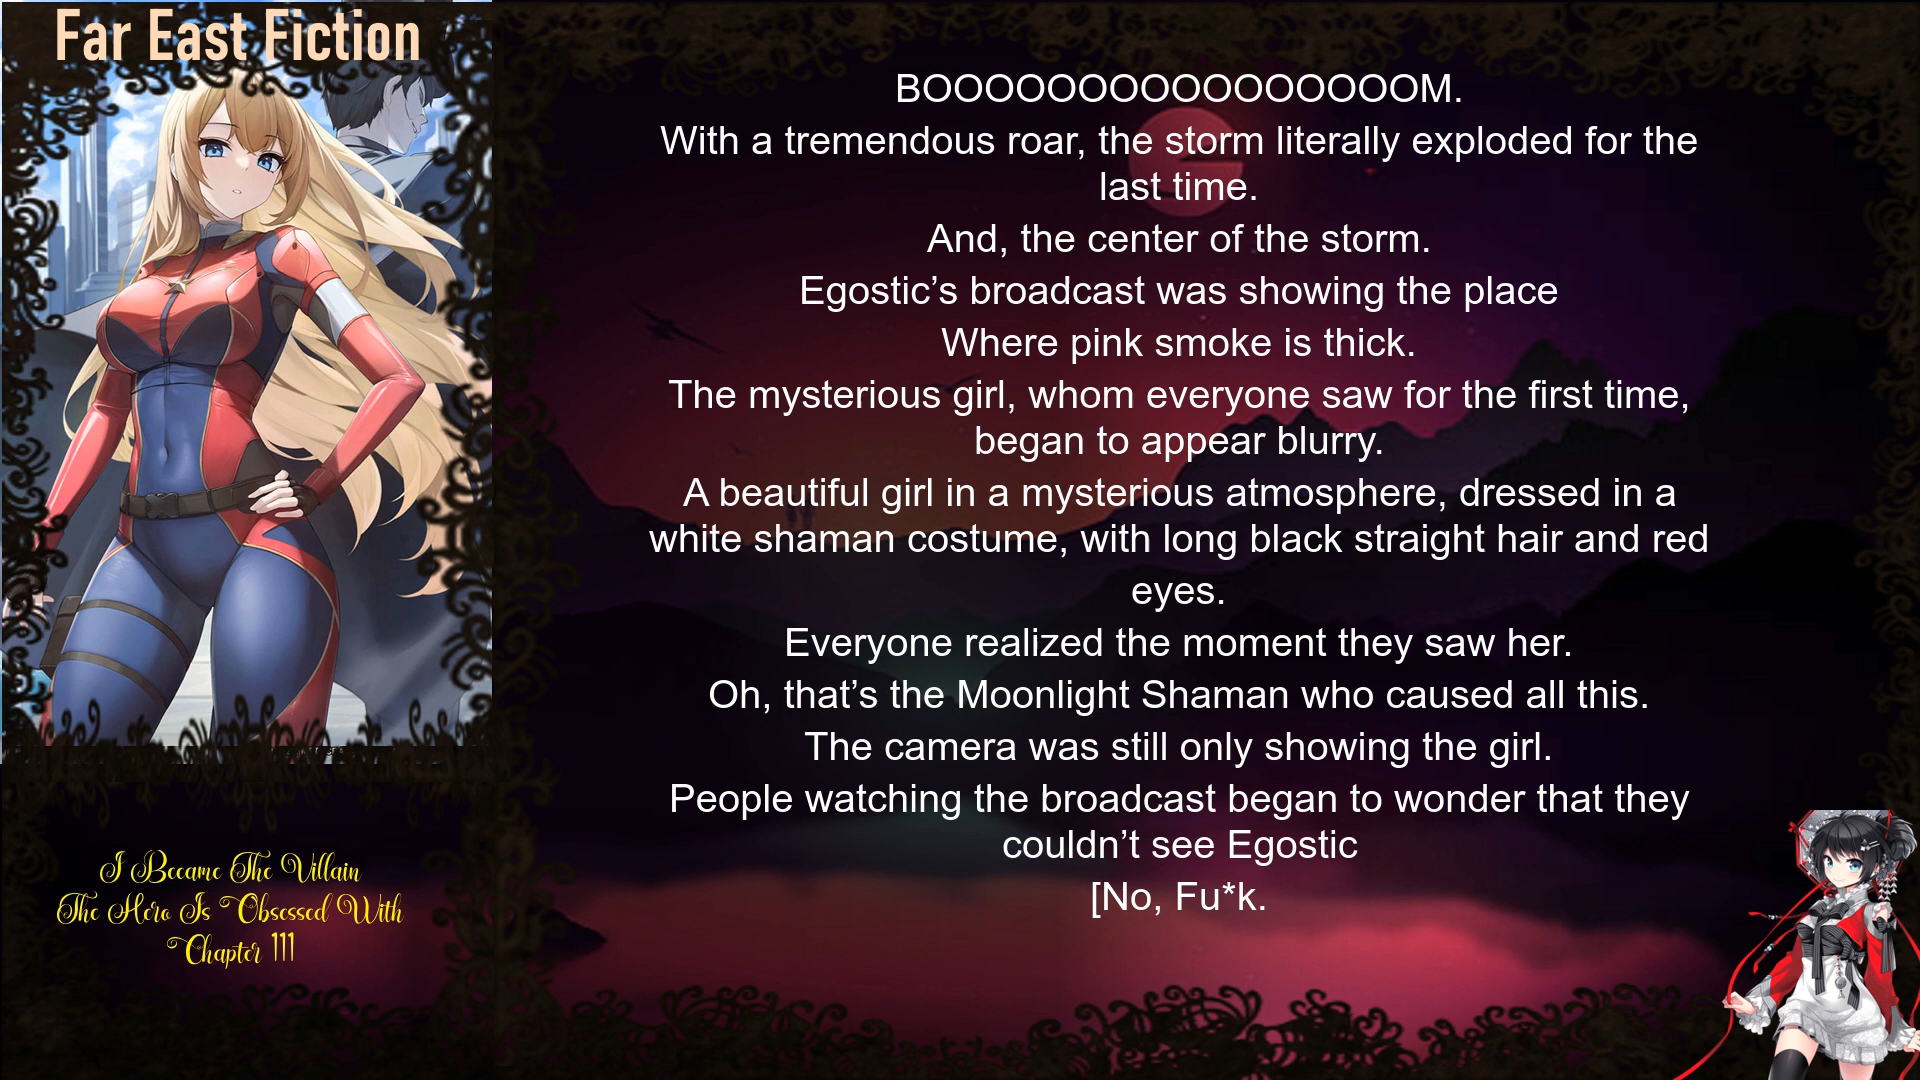 Far East Fiction
BOOOOOOOOOOOOOOOOM.
With a tremendous roar, the storm literally exploded for the
last time.
And, the center of the storm.
Egostic’s broadcast was showing the place
Where pink smoke is thick.
The mysterious girl, whom everyone saw for the first time,
began to appear blurry.
A beautiful girl in a mysterious atmosphere, dressed in a
white shaman costume, with long black straight hair and red
eyes.
Everyone realized the moment they saw her.
Oh, that’s the Moonlight Shaman who caused all this.
The camera was still only showing the girl.
People watching the broadcast began to wonder that they
couldn’t see Egostic
[No, Fu*k.
I Became The Villain
The Hero Is Obsessed With
Chapter 111